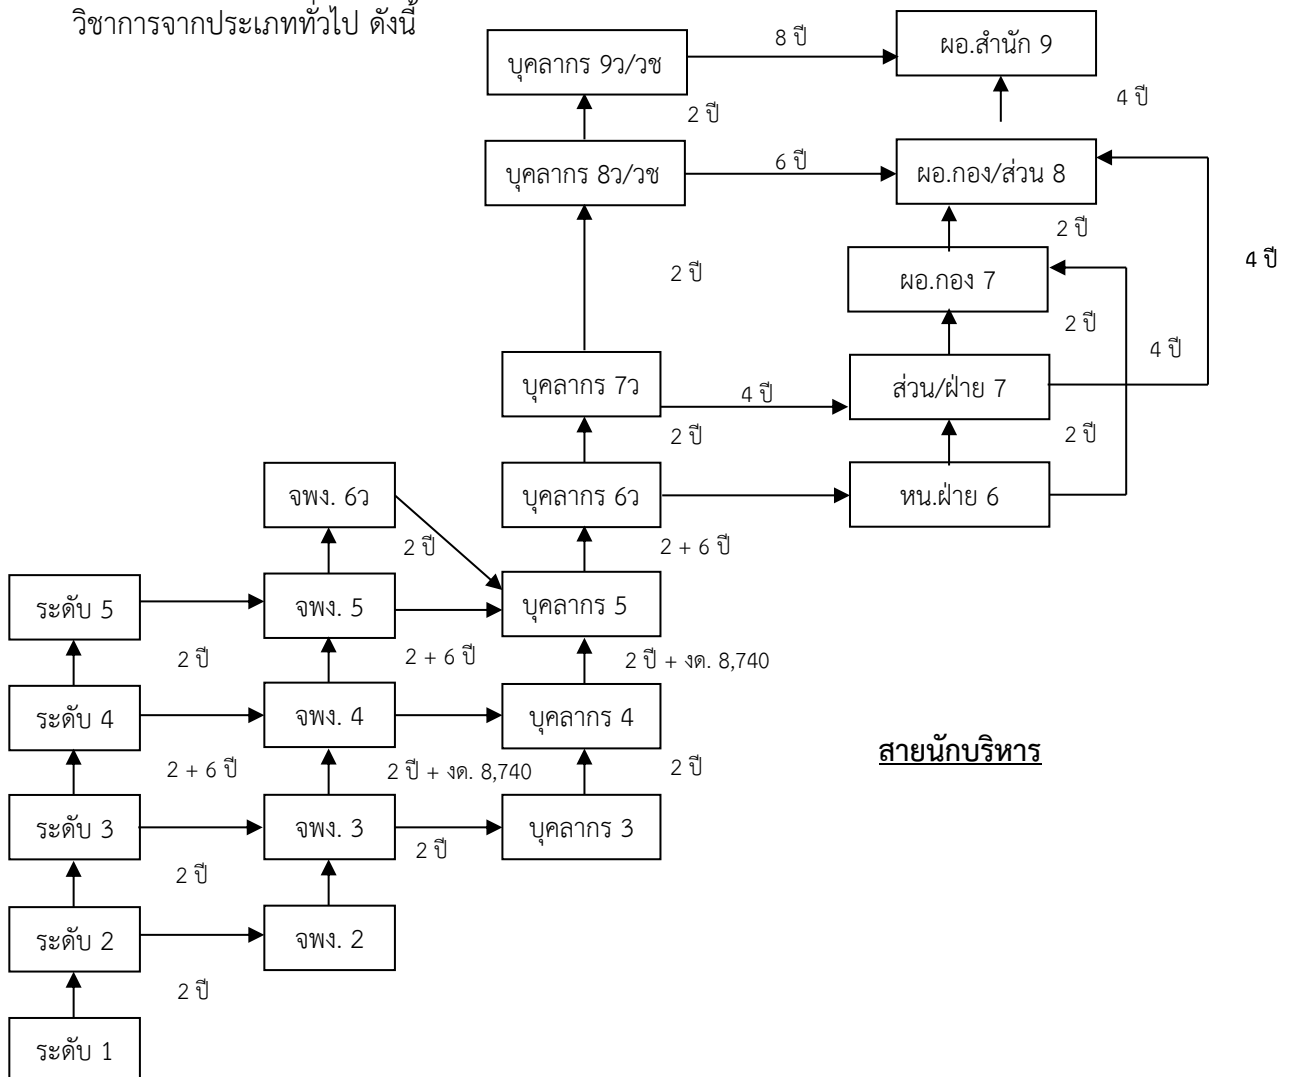 วิชาการจากประเภททั่วไป ดังนี้
8 ปี
ผอ.สำนัก 9
บุคลากร 9ว/วช
2 ปี
4 ปี
บุคลากร 8ว/วช
6 ปี
ผอ.กอง/ส่วน 8
2 ปี
4 ปี
2 ปี
ผอ.กอง 7
2 ปี
4 ปี
บุคลากร 7ว
4 ปี
ส่วน/ฝ่าย 7
2 ปี
2 ปี
จพง. 6ว
บุคลากร 6ว
หน.ฝ่าย 6
2 ปี
2 + 6 ปี
ระดับ 5
จพง. 5
บุคลากร 5
2 ปี
2 + 6 ปี
2 ปี + งด. 8,740
ระดับ 4
จพง. 4
บุคลากร 4
สายนักบริหาร
2 + 6 ปี
2 ปี + งด. 8,740
2 ปี
ระดับ 3
จพง. 3
บุคลากร 3
2 ปี
2 ปี
ระดับ 2
จพง. 2
2 ปี
ระดับ 1